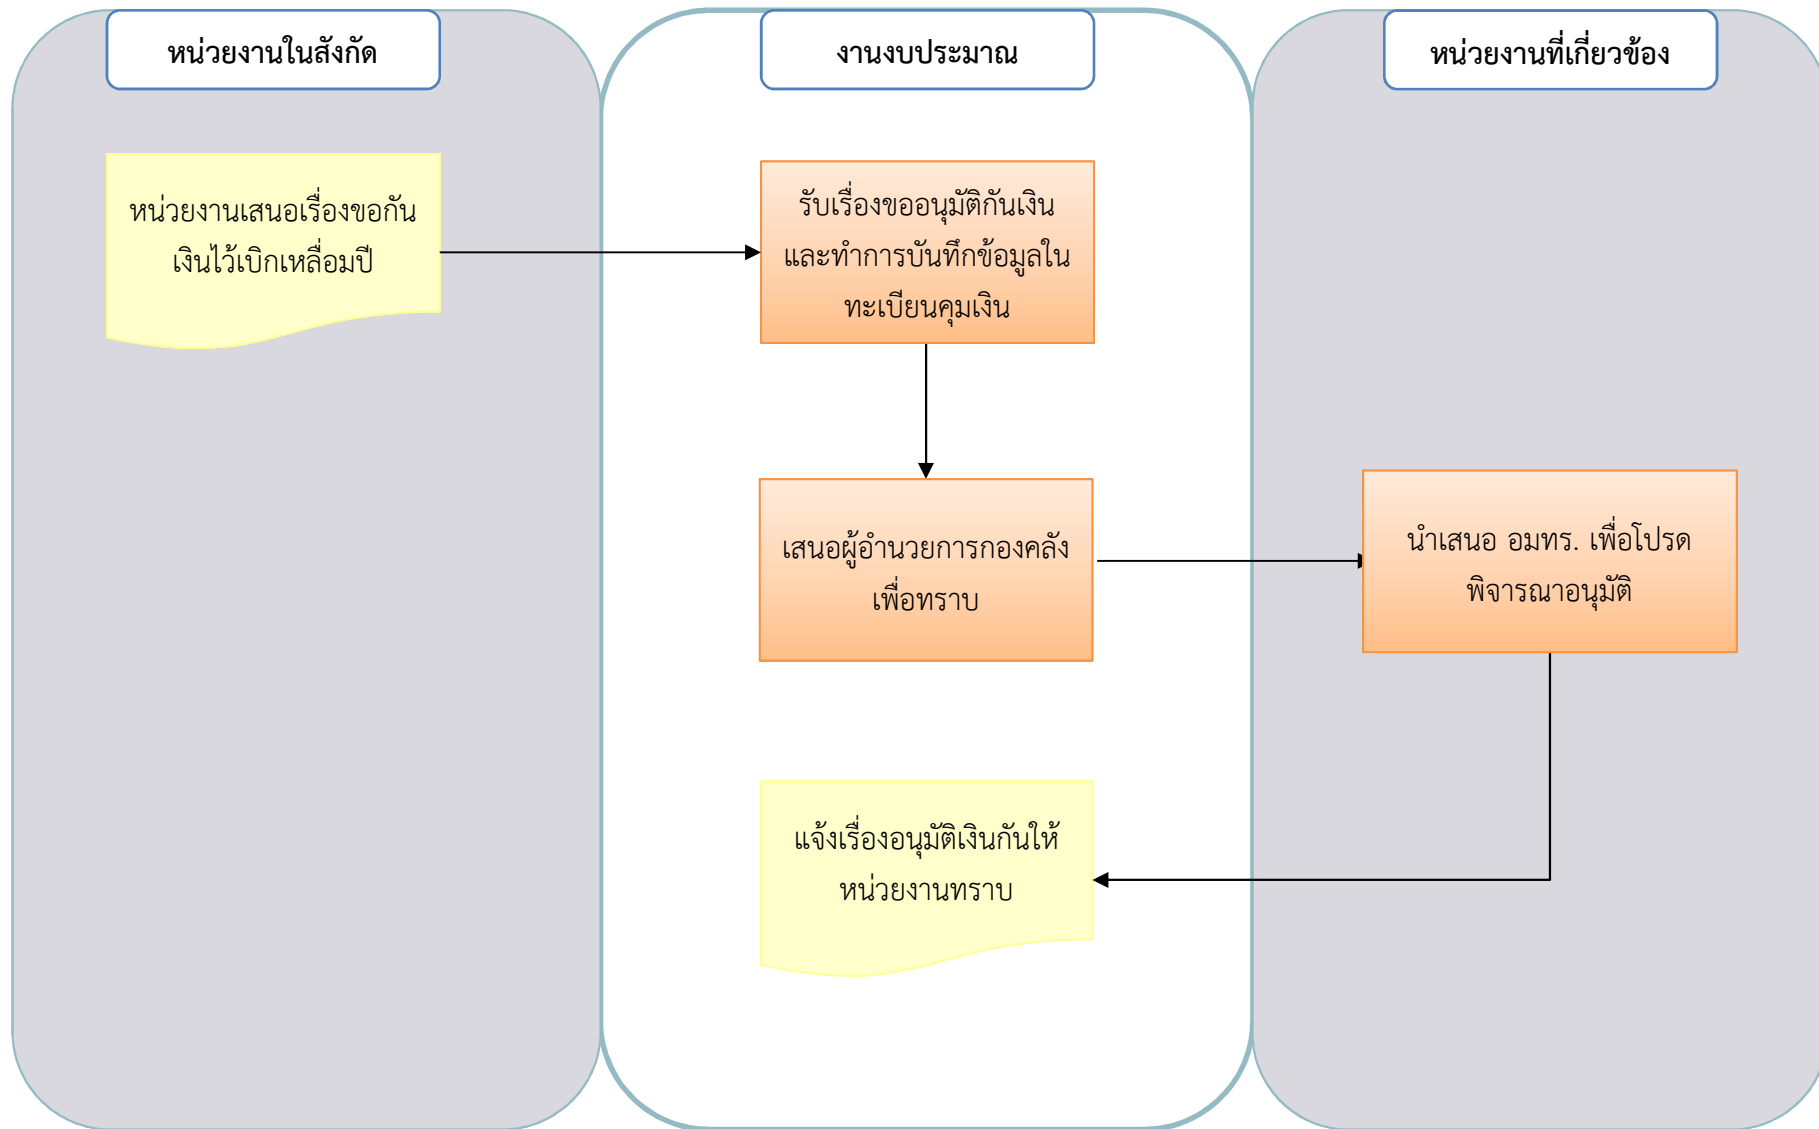 หน่วยงานในสังกัด
งานงบประมาณ
หน่วยงานที่เกี่ยวข้อง
หน่วยงานเสนอเรื่องขอกัน
เงินไว้เบิกเหลื่อมปี
รับเรื่องขออนุมัติกันเงิน
และทำการบันทึกข้อมูลใน
ทะเบียนคุมเงิน
เสนอผู้อำนวยการกองคลัง
เพื่อทราบ
นำเสนอ อมทร. เพื่อโปรด
พิจารณาอนุมัติ
แจ้งเรื่องอนุมัติเงินกันให้
หน่วยงานทราบ